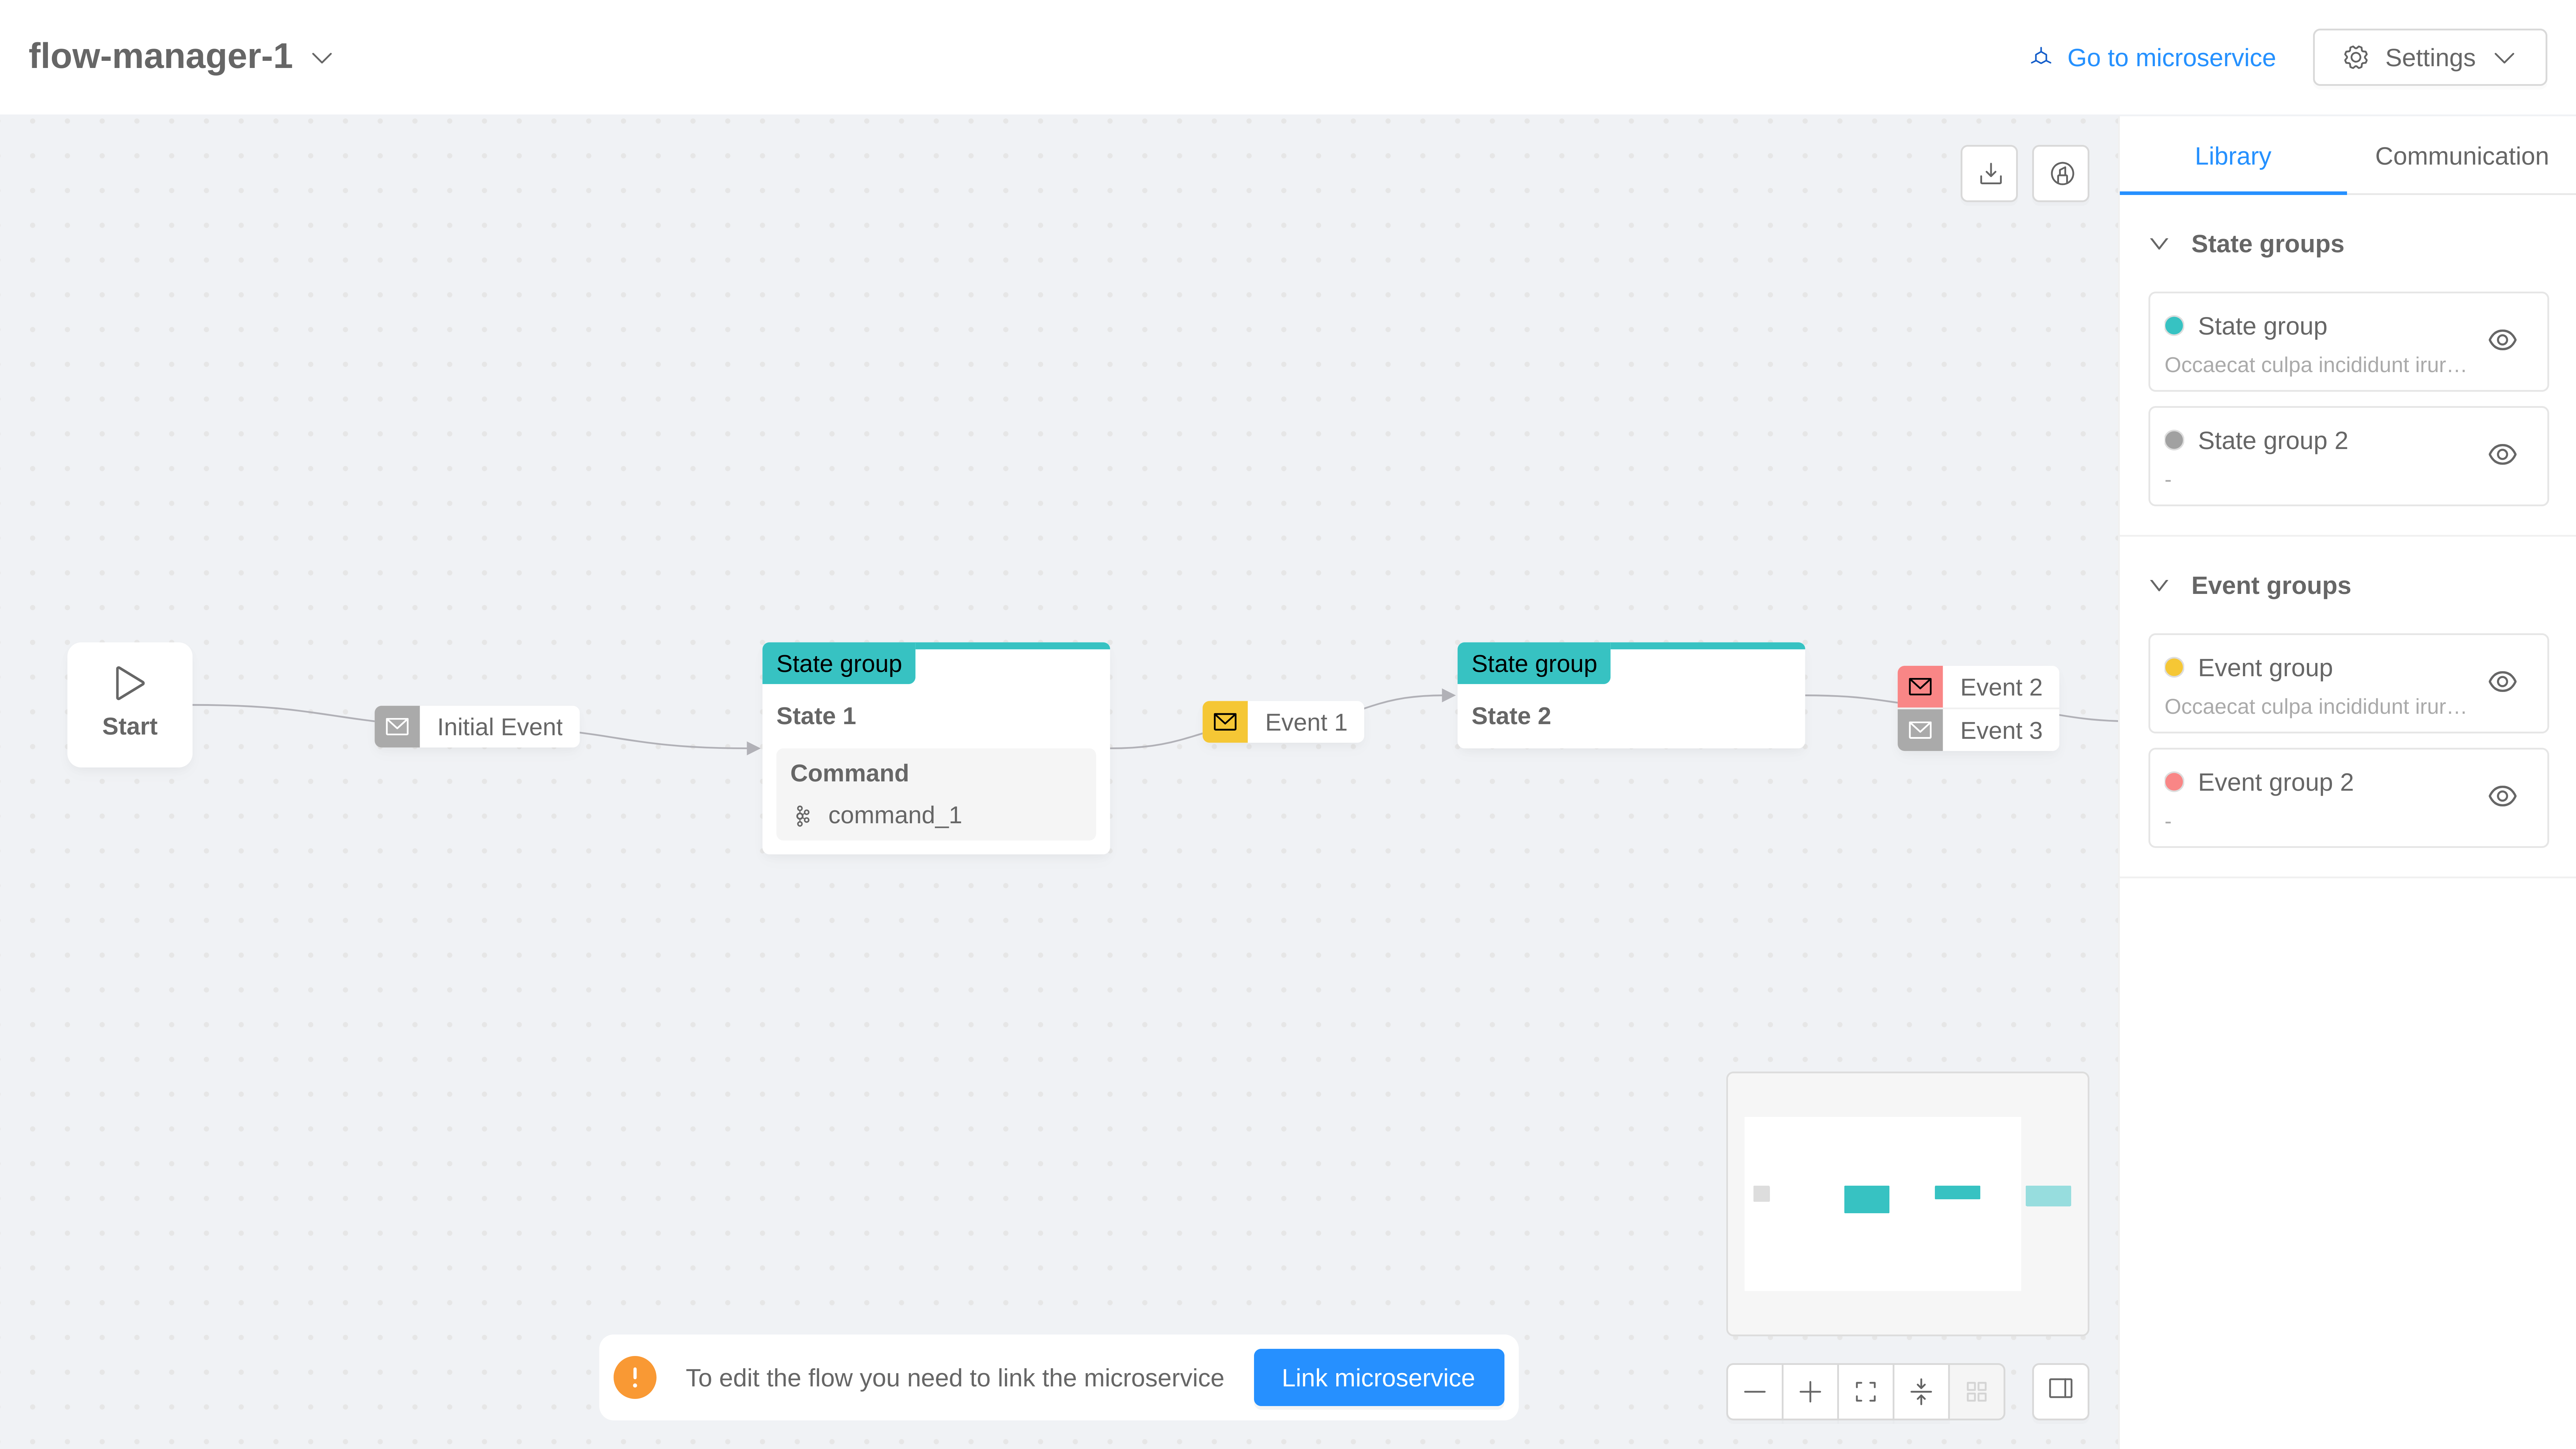 flow-manager-1
Go to microservice
Settings
Library
Communication
State groups
State group
Occaecat culpa incididunt irur…
State group 2
-
Event groups
Event group
Occaecat culpa incididunt irur…
Event group 2
-
Start
Initial Event
State group
State 1
Command
command_1
Event 1
State group
State 2
Event 2
Event 3
To edit the flow you need to link the microservice
Link microservice